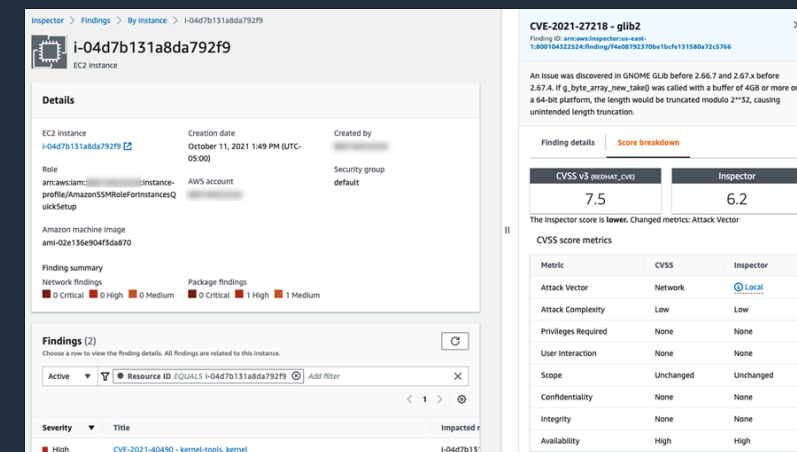 Inspector > Findings > By instance > i-04d7b131a8da792f9
i-04d7b131a8da792f9
EC2 Instance
Details
EC2 instance
i-04d7b131a8da792f9
Creation date
October 11, 2021 1:49 PM (UTC-
05:00)
Created by
Role
arn:aws:iam:
:instance-
profile/AmazonSSMRoleForInstancesQ
uickSetup
AWS account
Security group
default
Amazon machine image
ami-02e136e904f3da870
Finding summary
Network findings
0 Critical 0 High 0 Medium
Package findings
0 Critical 1 High 1 Medium
Findings (2)
Choose a row to view the finding details. All findings are related to this instance.
Active
Resource ID EQUALS i-04d7b131a8da792f9
Add filter
1
Severity Title Impacted r
High CVE-2021-40490 - kernel-tools, kernel i-04d7b13
CVE-2021-27218 - glib2
Finding ID: arn:aws:inspector:us-east-
1:800104322524:finding/f4e08792370be1bcfe131580a72c5766
An issue was discovered in GNOME GLib before 2.66.7 and 2.67.x before
2.67.4. If g_byte_array_new_take() was called with a buffer of 4GB or more on
a 64-bit platform, the length would be truncated modulo 2**32, causing
unintended length truncation.
Finding details Score breakdown
CVSS v3 (REDHAT_CVE) Inspector
7.5 6.2
The Inspector score is lower. Changed metrics: Attack Vector
CVSS score metrics
Metric CVSS Inspector
Attack Vector Network Local
Attack Complexity Low Low
Privileges Required None None
User Interaction None None
Scope Unchanged Unchanged
Confidentiality None None
Integrity None None
Availability High High